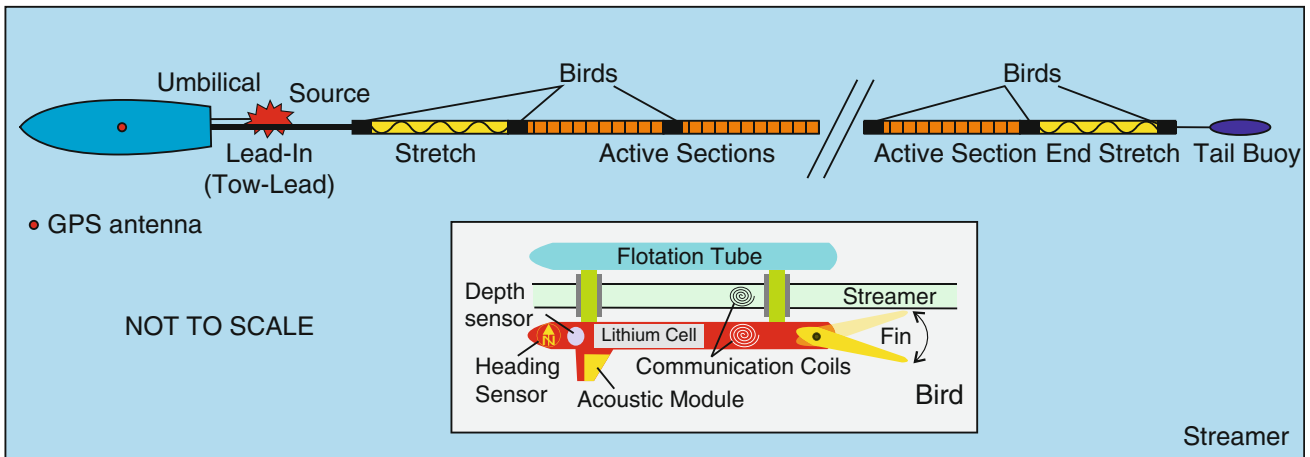 Umbilical
Source
Birds
Birds
Lead-In
(Tow-Lead)
Stretch
Active Sections
Active Section
End Stretch
Tail Buoy
GPS antenna
NOT TO SCALE
Flotation Tube
Depth
sensor
Streamer
Lithium Cell
Fin
Heading
Sensor
N
Communication Coils
Acoustic Module
Bird
Streamer